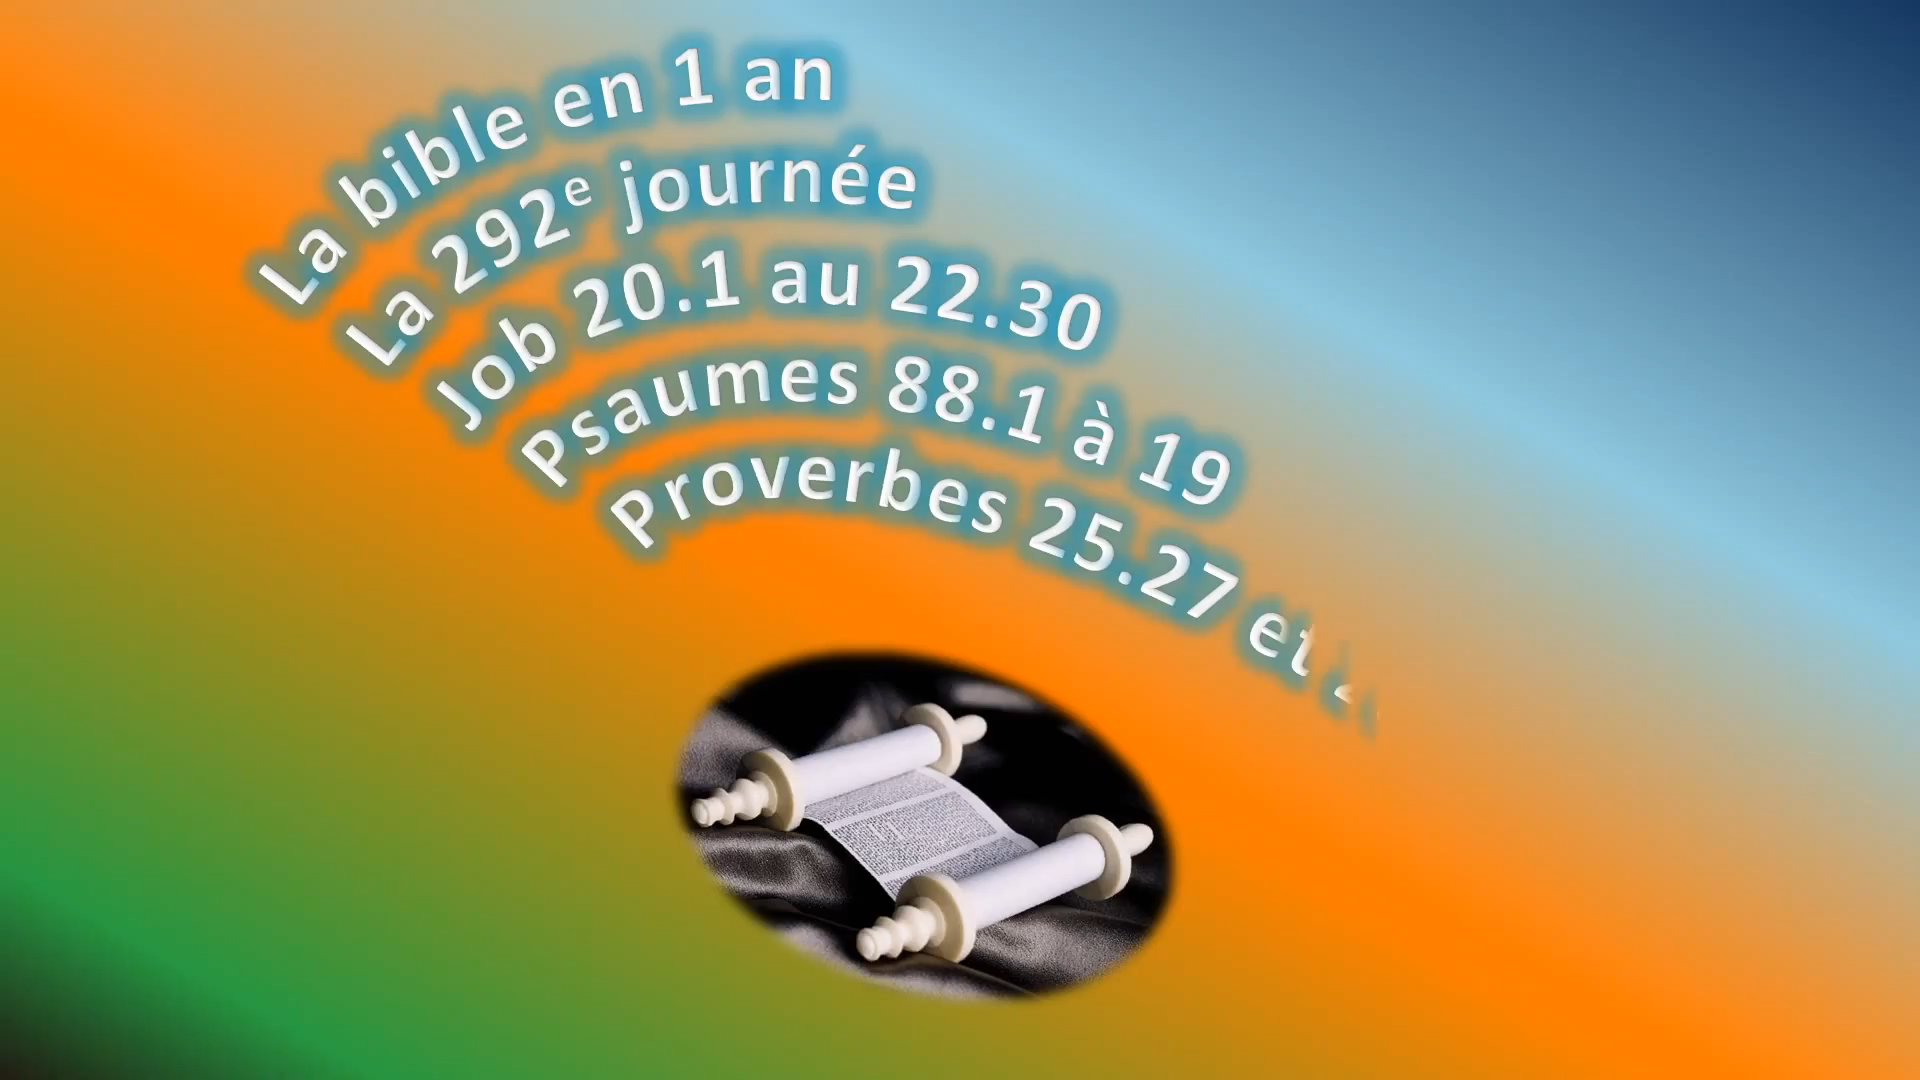 La bible en 1 an
La 292e journée
Job 20.1 au 22.30
Psaumes 88.1 à 19
Proverbes 25.27 et